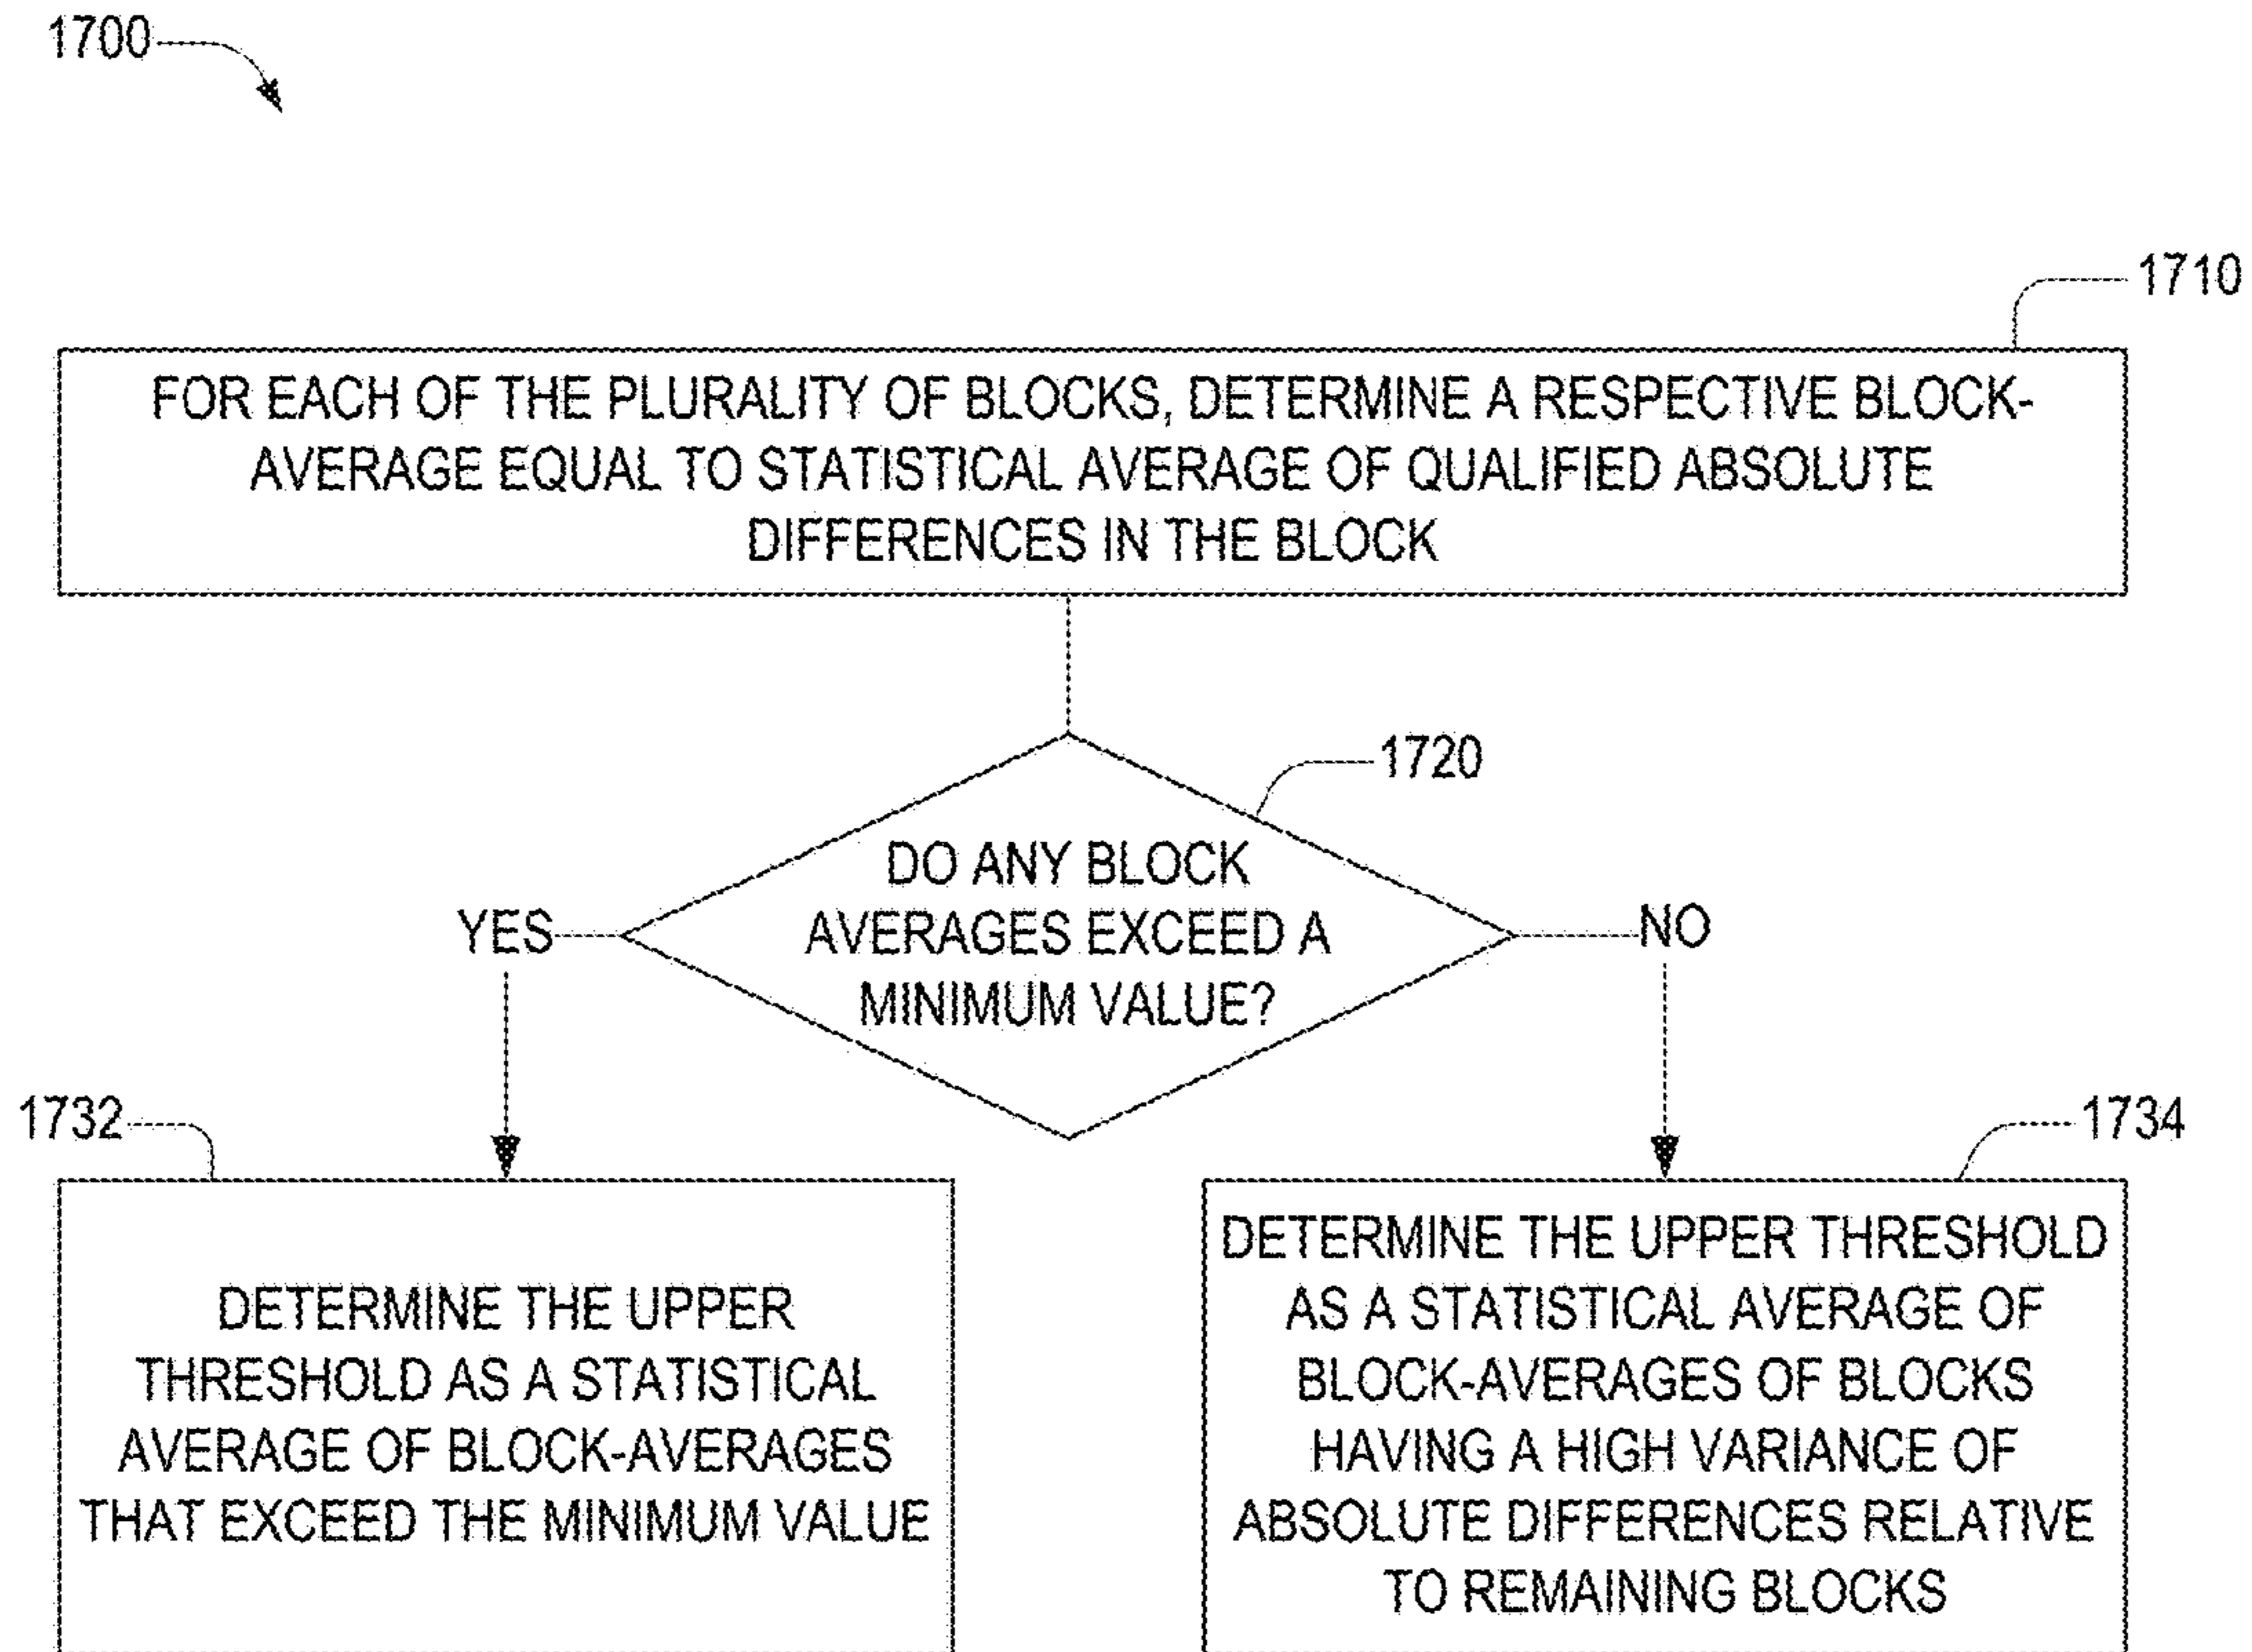 1700
1710
FOR EACH OF THE PLURALITY OF BLOCKS, DETERMINE A RESPECTIVE BLOCK-
AVERAGE EQUAL TO STATISTICAL AVERAGE OF QUALIFIED ABSOLUTE
DIFFERENCES IN THE BLOCK
1720
DO ANY BLOCK
AVERAGES EXCEED A
MINIMUM VALUE?
YES
NO
1732
DETERMINE THE UPPER
THRESHOLD AS A STATISTICAL
AVERAGE OF BLOCK-AVERAGES
THAT EXCEED THE MINIMUM VALUE
1734
DETERMINE THE UPPER THRESHOLD
AS A STATISTICAL AVERAGE OF
BLOCK-AVERAGES OF BLOCKS
HAVING A HIGH VARIANCE OF
ABSOLUTE DIFFERENCES RELATIVE
TO REMAINING BLOCKS